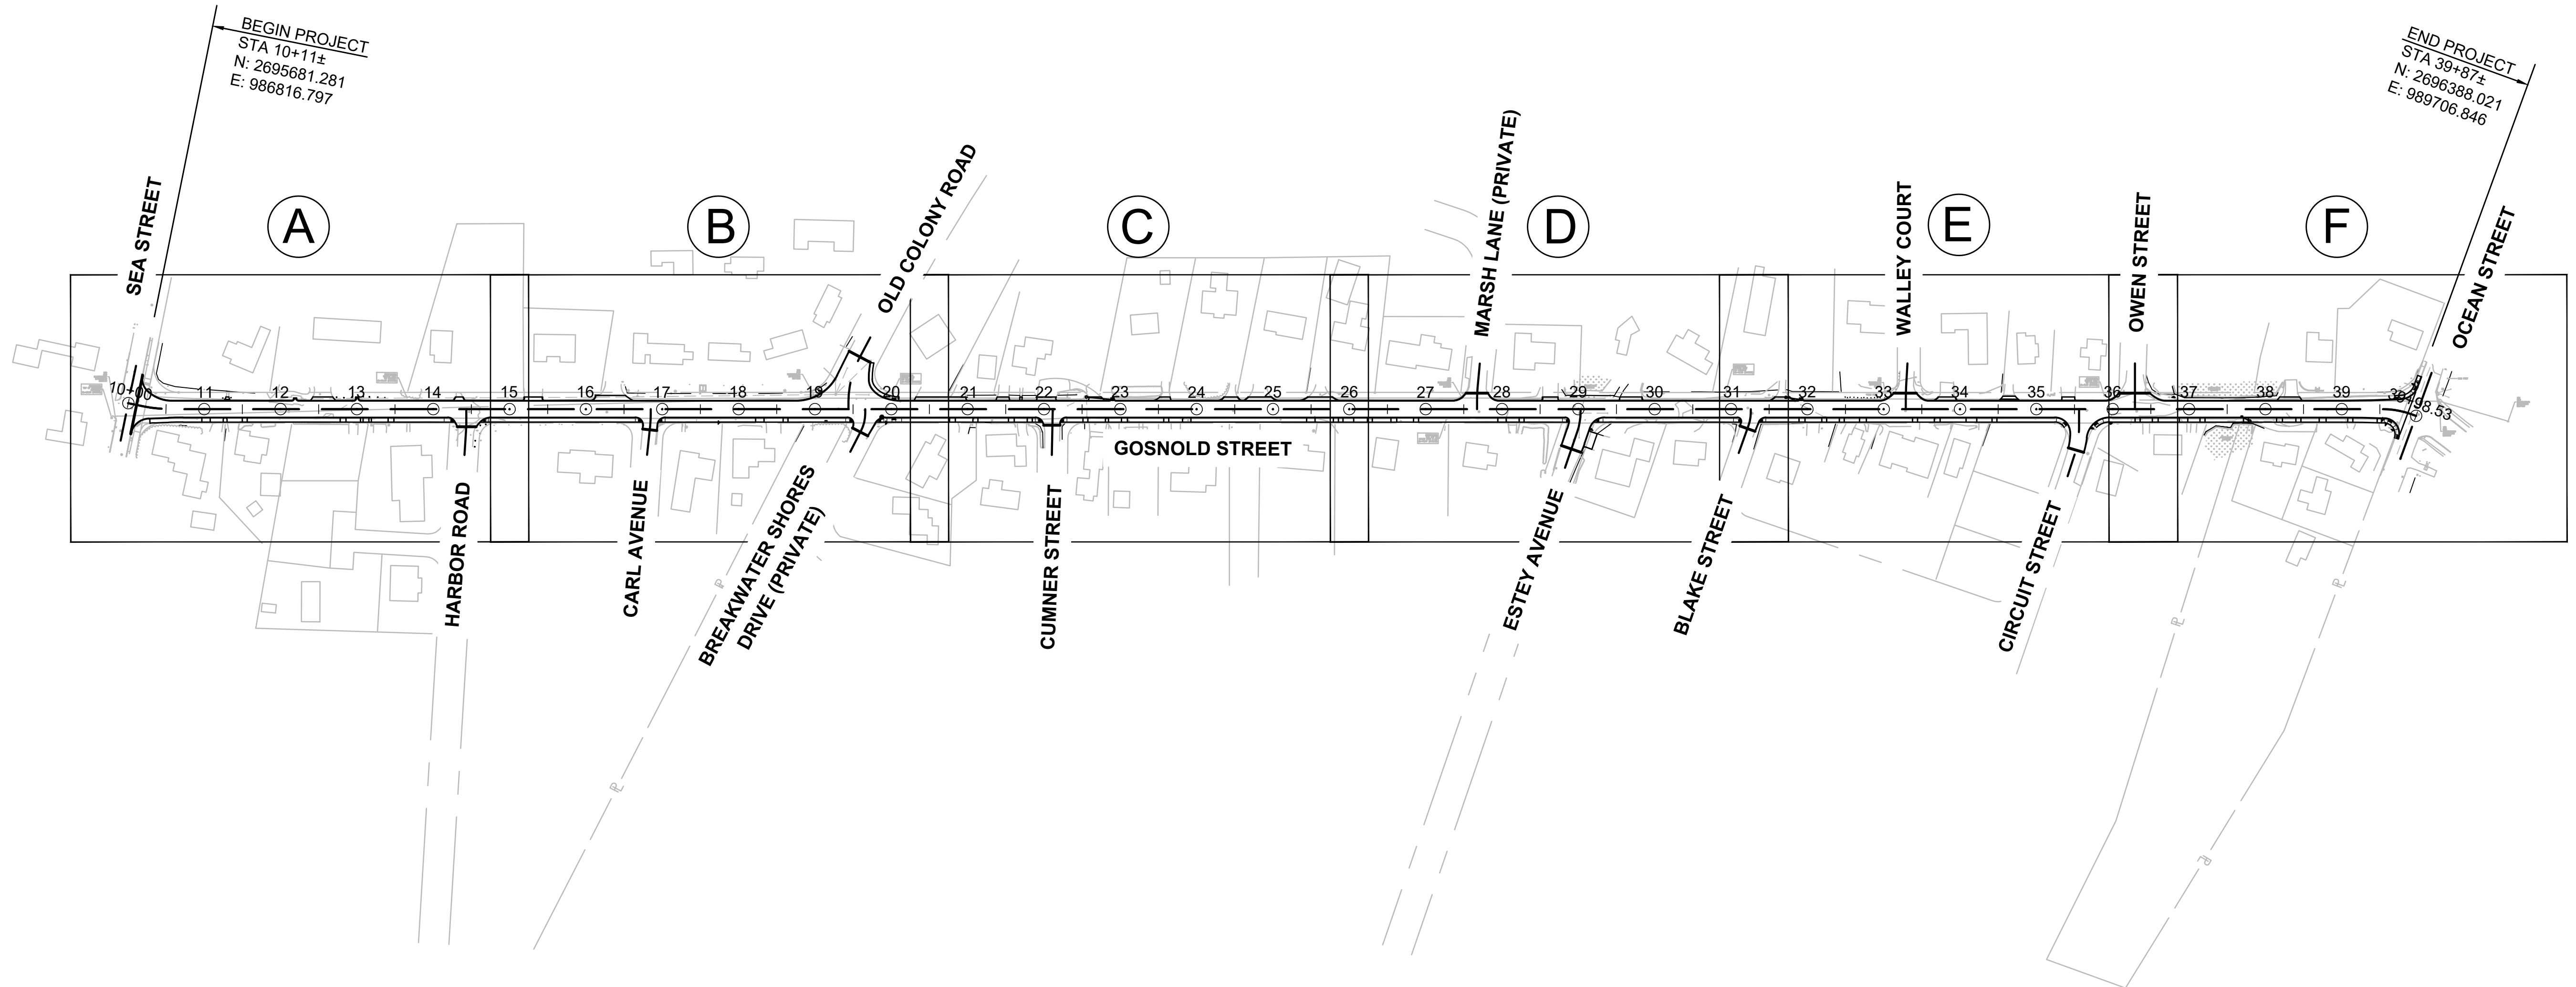 BEGIN PROJECT
STA 10+11±
N: 2695681.281
E: 986816.797
END PROJECT
STA 39+87±
N: 2696388.021
E: 989706.846
SEA STREET
A
B
OLD COLONY ROAD
C
MARSH LANE (PRIVATE)
D
WALLEY COURT
E
OWEN STREET
F
OCEAN STREET
10+00
11
12
13
14
15
16
17
18
19
20
21
22
23
24
25
26
27
28
29
30
31
32
33
34
35
36
37
38
39
GOSNOLD STREET
HARBOR ROAD
CARL AVENUE
BREAKWATER SHORES
DRIVE (PRIVATE)
CUMNER STREET
ESTEY AVENUE
BLAKE STREET
CIRCUIT STREET